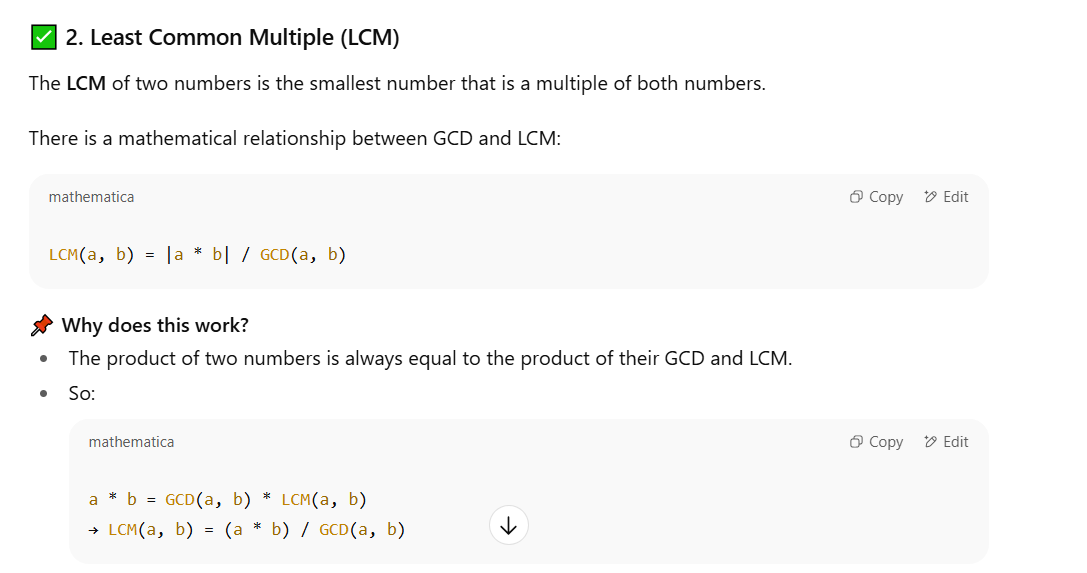 ✅ 2. Least Common Multiple (LCM)
The LCM of two numbers is the smallest number that is a multiple of both numbers.
There is a mathematical relationship between GCD and LCM:
mathematica Copy Edit
LCM(a, b) = |a * b| / GCD(a, b)
📌 Why does this work?
• The product of two numbers is always equal to the product of their GCD and LCM.
• So:
mathematica Copy Edit
a * b = GCD(a, b) * LCM(a, b)
→ LCM(a, b) = (a * b) / GCD(a, b)